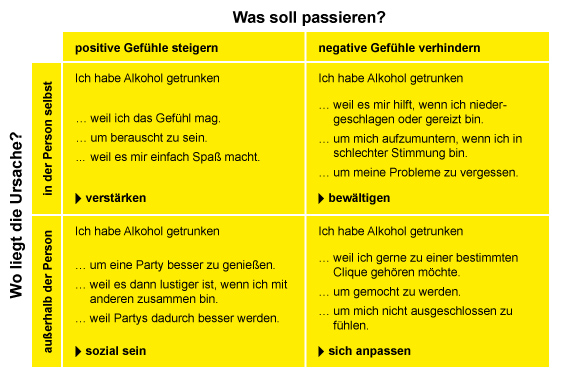 Was soll passieren?
positive Gefühle steigern
negative Gefühle verhindern
Wo liegt die Ursache?
in der Person selbst
Ich habe Alkohol getrunken
… weil ich das Gefühl mag.
… um berauscht zu sein.
... weil es mir einfach Spaß macht.
verstärken
Ich habe Alkohol getrunken
… weil es mir hilft, wenn ich nieder-
geschlagen oder gereizt bin.
… um mich aufzumuntern, wenn ich in
schlechter Stimmung bin.
… um meine Probleme zu vergessen.
bewältigen
außerhalb der Person
Ich habe Alkohol getrunken
… um eine Party besser zu genießen.
… weil es dann lustiger ist, wenn ich mit
anderen zusammen bin.
… weil Partys dadurch besser werden.
sozial sein
Ich habe Alkohol getrunken
… weil ich gerne zu einer bestimmten
Clique gehören möchte.
… um gemocht zu werden.
… um mich nicht ausgeschlossen zu
fühlen.
sich anpassen